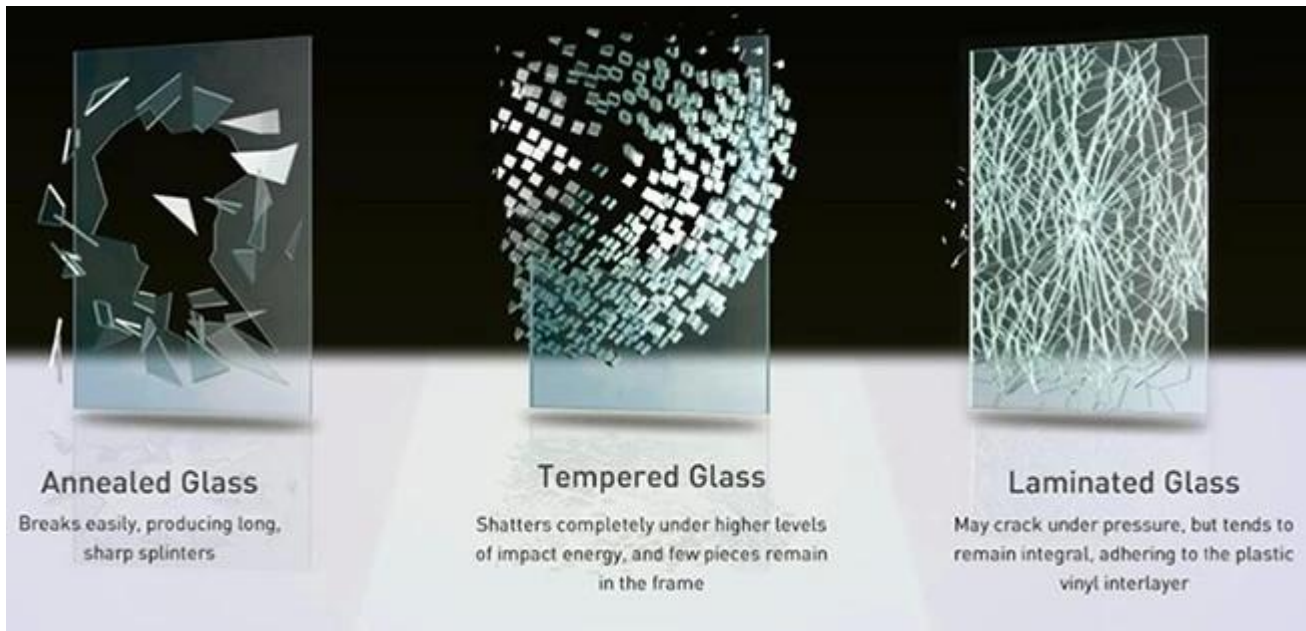 Annealed Glass
Breaks easily, producing long,
sharp splinters
Tempered Glass
Shatters completely under higher levels
of impact energy, and few pieces remain
in the frame
Laminated Glass
May crack under pressure, but tends to
remain integral, adhering to the plastic
vinyl interlayer